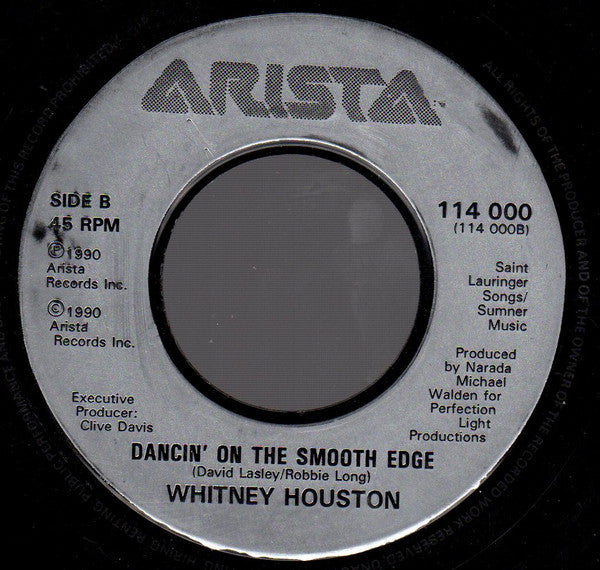 ARISTA
SIDE B
45 RPM
℗1990
Arista
Records Inc.
©1990
Arista
Records Inc.
Executive
Producer:
Clive Davis
114 000
(114 000B)
Saint
Lauringer
Songs/
Sumner
Music
Produced
by Narada
Michael
Walden for
Perfection
Light
Productions
DANCIN' ON THE SMOOTH EDGE
(David Lasley/Robbie Long)
WHITNEY HOUSTON
ALL RIGHTS OF THE PRODUCER AND OF THE OWNER OF THE RECORDED WORK RESERVED